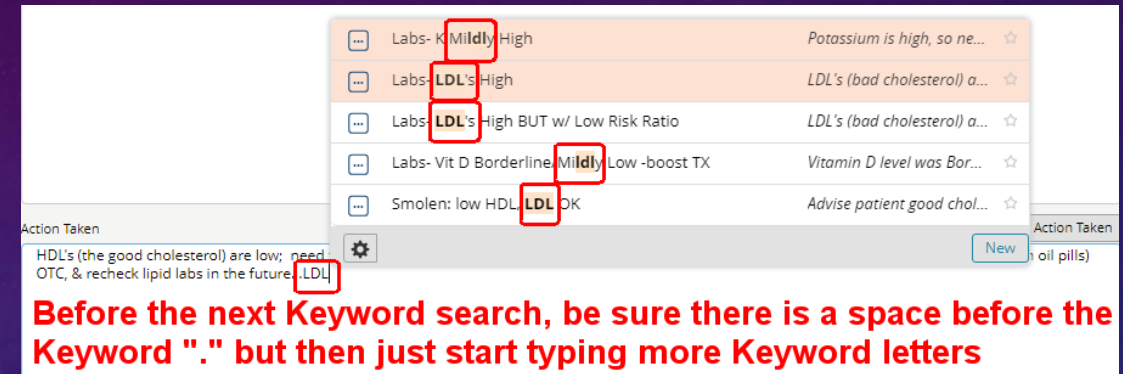 Labs- K Mildly High Potassium is high, so ne...
Labs- LDL's High LDL's (bad cholesterol) a...
Labs- LDL's High BUT w/ Low Risk Ratio LDL's (bad cholesterol) a...
Labs- Vit D Borderline/Mildly Low -boost TX Vitamin D level was Bor...
Smolen: low HDL, LDL OK Advise patient good chol...
New
Action Taken Action Taken
HDL's (the good cholesterol) are low; need oil pills)
OTC, & recheck lipid labs in the future. .LDL
Before the next Keyword search, be sure there is a space before the
Keyword "." but then just start typing more Keyword letters